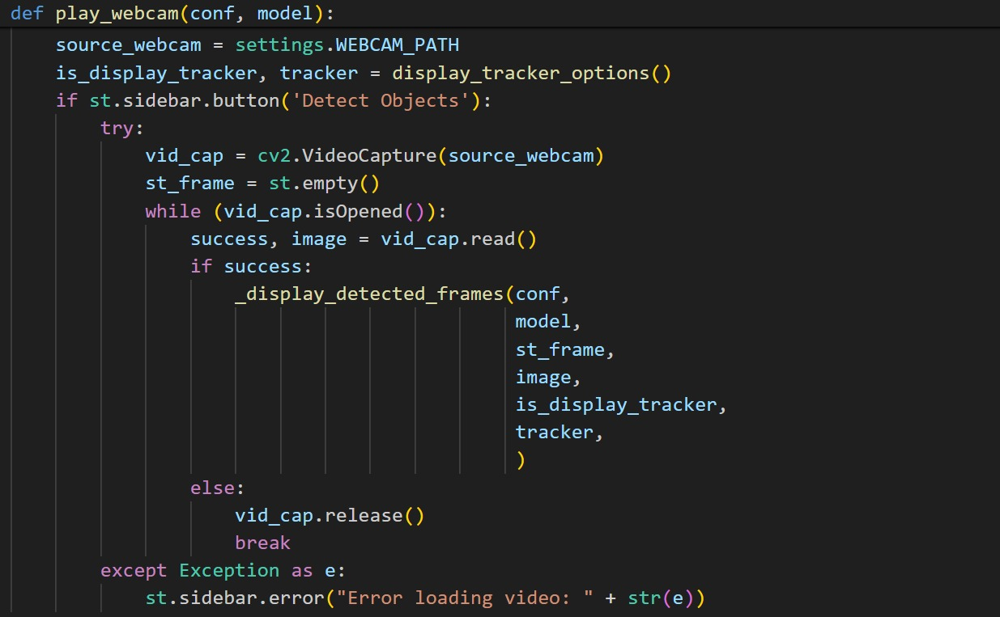 def play_webcam(conf, model):
    source_webcam = settings.WEBCAM_PATH
    is_display_tracker, tracker = display_tracker_options()
    if st.sidebar.button('Detect Objects'):
        try:
            vid_cap = cv2.VideoCapture(source_webcam)
            st_frame = st.empty()
            while (vid_cap.isOpened()):
                success, image = vid_cap.read()
                if success:
                    _display_detected_frames(conf,
                                             model,
                                             st_frame,
                                             image,
                                             is_display_tracker,
                                             tracker,
                                             )
                else:
                    vid_cap.release()
                    break
        except Exception as e:
            st.sidebar.error("Error loading video: " + str(e))